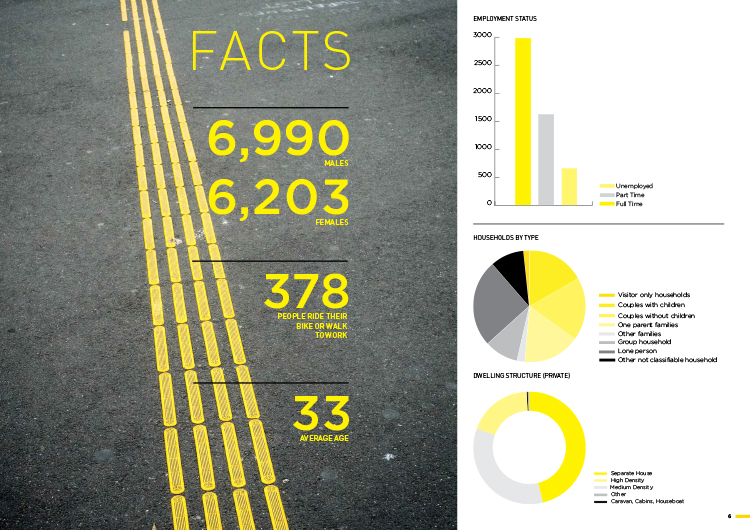 FACTS
6,990
MALES
6,203
FEMALES
378
PEOPLE RIDE THEIR
BIKE OR WALK
TO WORK
33
AVERAGE AGE
EMPLOYMENT STATUS
3000
2500
2000
1500
1000
500
0
Unemployed
Part Time
Full Time
HOUSEHOLDS BY TYPE
Visitor only households
Couples with children
Couples without children
One parent families
Other families
Group household
Lone person
Other not classifiable household
DWELLING STRUCTURE (PRIVATE)
Separate House
High Density
Medium Density
Other
Caravan, Cabins, Houseboat
6